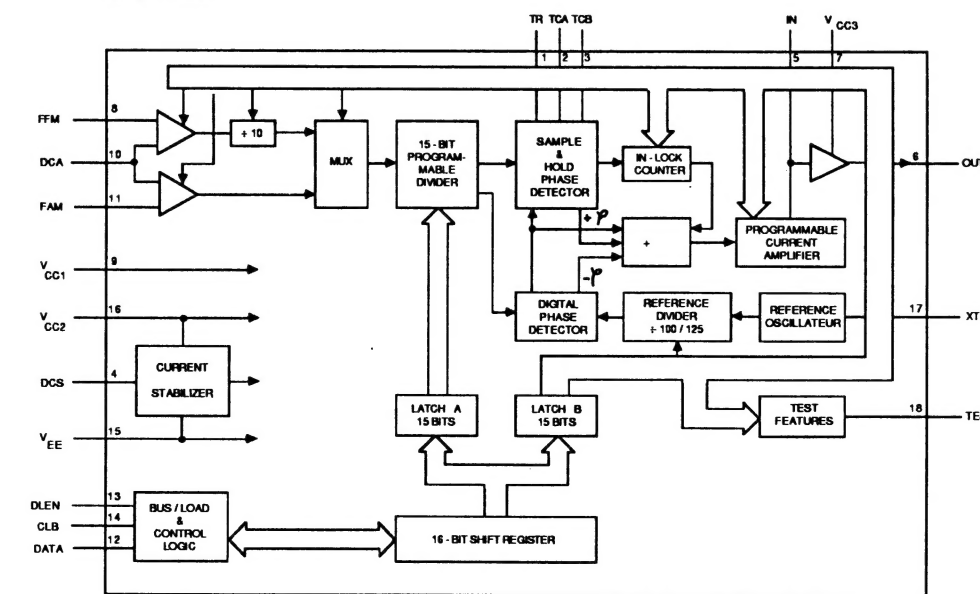 TR TCA TCB IN V CC3
1 2 3 5 7
FFM 8
÷ 10
DCA 10
FAM 11
MUX
15 - BIT
PROGRAM-
MABLE
DIVIDER
SAMPLE
&
HOLD
PHASE
DETECTOR
IN - LOCK
COUNTER
6 OUT
+ φ
+
PROGRAMMABLE
CURRENT
AMPLIFIER
V CC1 9
-φ
DIGITAL
PHASE
DETECTOR
REFERENCE
DIVIDER
÷ 100 / 125
REFERENCE
OSCILLATEUR
17 XT
V CC2 16
CURRENT
STABILIZER
DCS 4
V EE 15
LATCH A
15 BITS
LATCH B
15 BITS
TEST
FEATURES
18 TE
DLEN 13
CLB 14
DATA 12
BUS / LOAD
&
CONTROL
LOGIC
16 - BIT SHIFT REGISTER